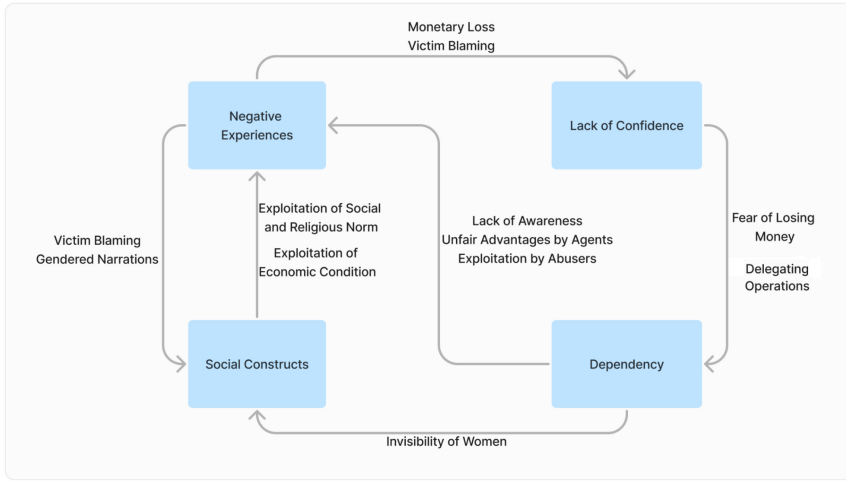 Monetary Loss
Victim Blaming
Negative
Experiences
Lack of Confidence
Exploitation of Social
and Religious Norm
Exploitation of
Economic Condition
Lack of Awareness
Unfair Advantages by Agents
Exploitation by Abusers
Fear of Losing
Money
Delegating
Operations
Victim Blaming
Gendered Narrations
Social Constructs
Dependency
Invisibility of Women